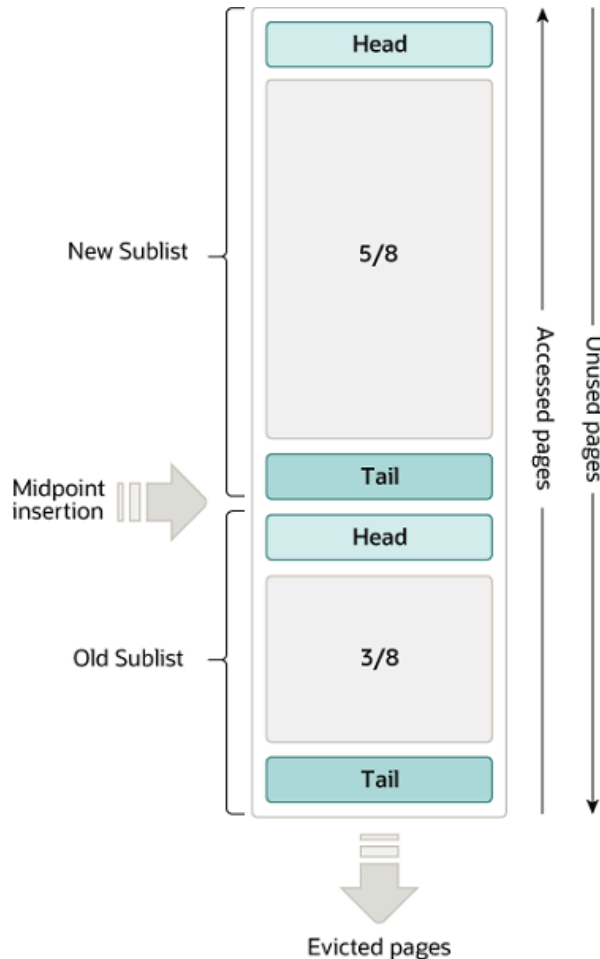 Head
New Sublist
5/8
Accessed pages
Unused pages
Tail
Midpoint
insertion
Head
Old Sublist
3/8
Tail
Evicted pages